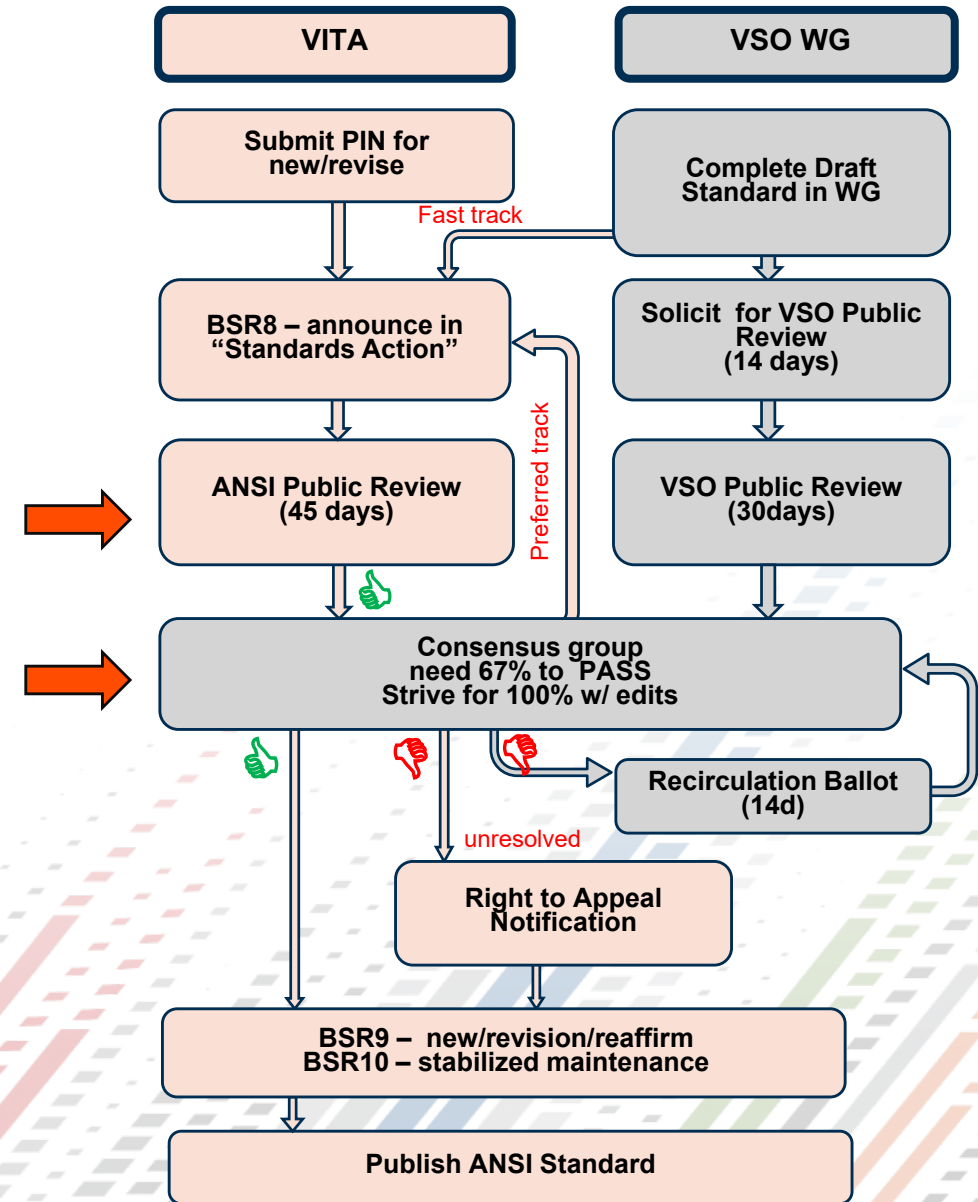 VITA
VSO WG
Submit PIN for
new/revise
Complete Draft
Standard in WG
Fast track
BSR8 – announce in
“Standards Action”
Solicit  for VSO Public
Review
(14 days)
Preferred track
ANSI Public Review
(45 days)
VSO Public Review
(30days)
Consensus group
need 67% to  PASS
Strive for 100% w/ edits
Recirculation Ballot
(14d)
unresolved
Right to Appeal
Notification
BSR9 –  new/revision/reaffirm
BSR10 – stabilized maintenance
Publish ANSI Standard